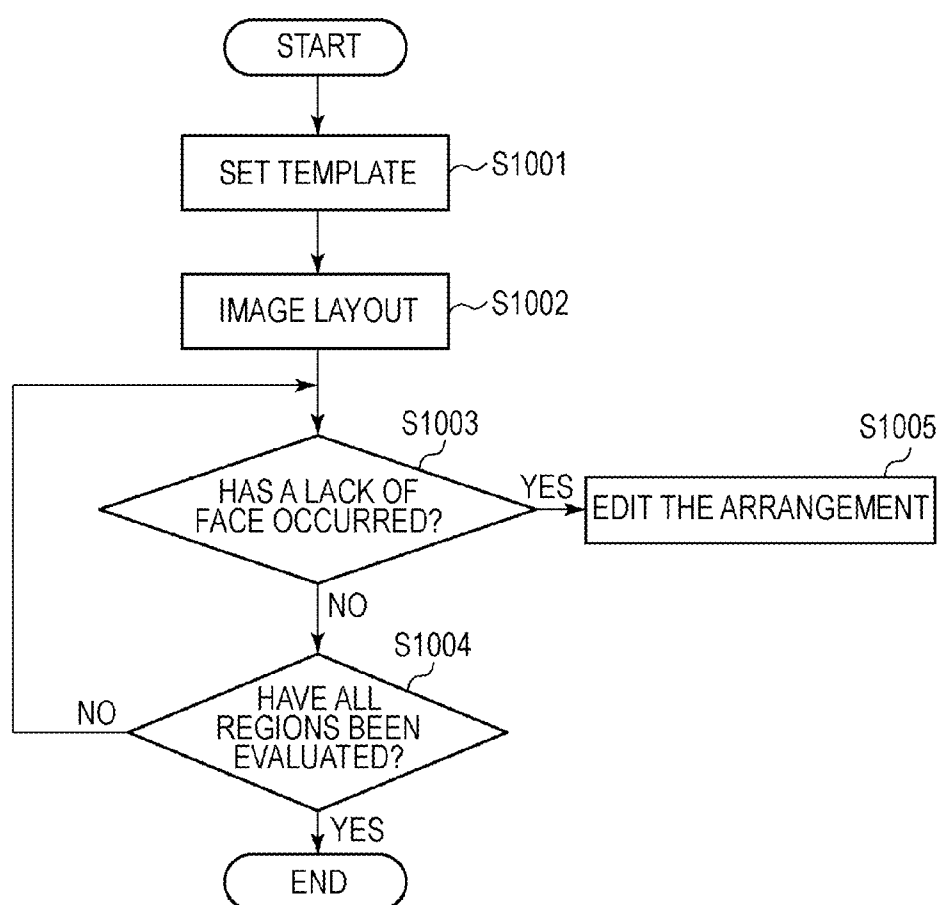 START
SET TEMPLATE
S1001
IMAGE LAYOUT
S1002
S1003
HAS A LACK OF
FACE OCCURRED?
YES
S1005
EDIT THE ARRANGEMENT
NO
S1004
HAVE ALL
REGIONS BEEN
EVALUATED?
NO
YES
END